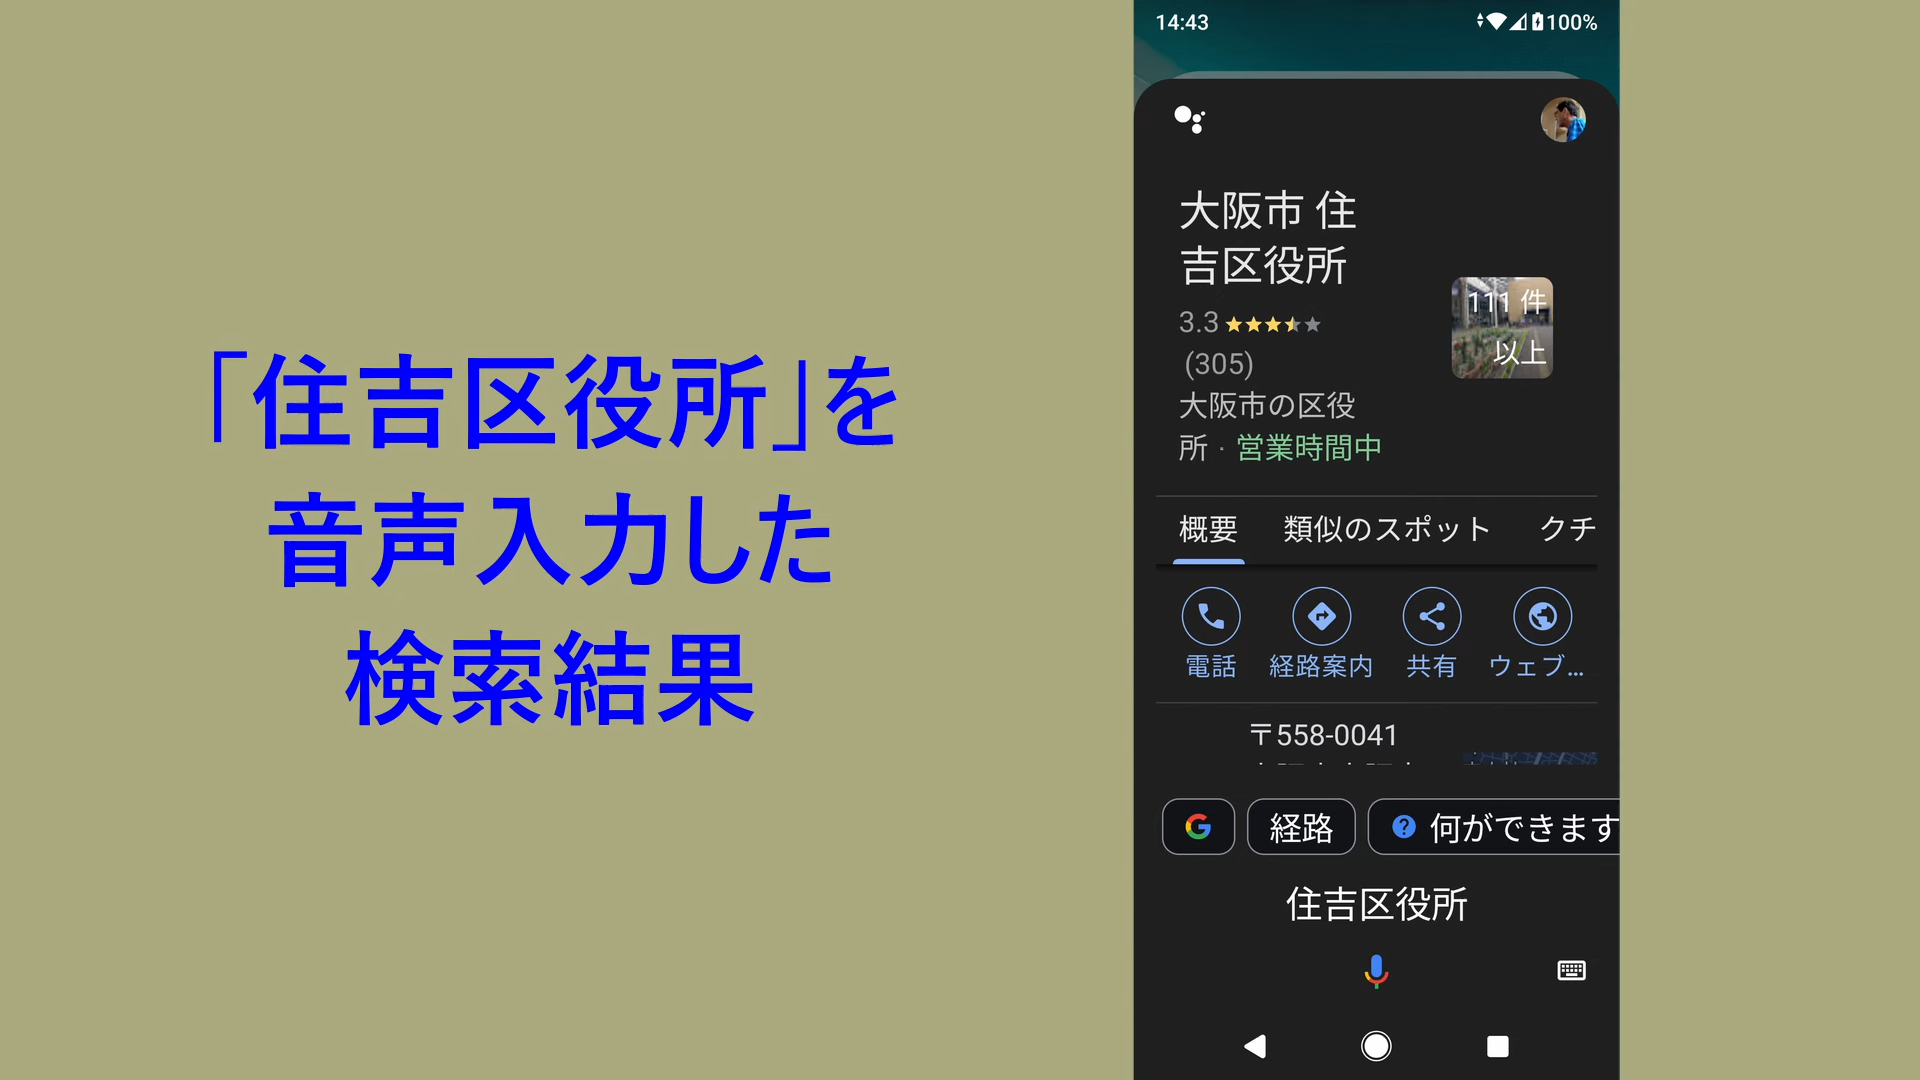 「住吉区役所」を
音声入力した
検索結果
14:43
100%
大阪市 住
吉区役所
111 件
以上
3.3
(305)
大阪市の区役
所 · 営業時間中
概要 類似のスポット クチ
電話 経路案内 共有 ウェブ...
〒558-0041
経路 何ができます
住吉区役所